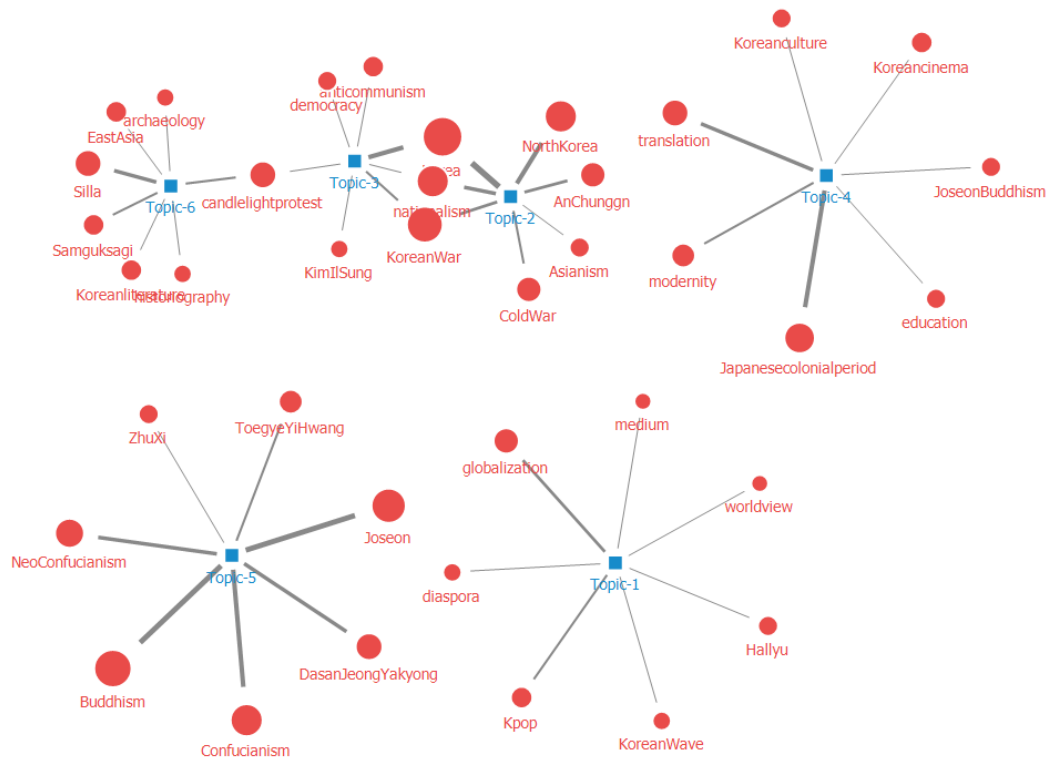 Koreanculture
Koreancinema
anticommunism
democracy
archaeology
EastAsia
translation
NorthKorea
Korea
Silla
Topic-3
JoseonBuddhism
candlelightprotest
Topic-6
nationalism
AnChunggn
Topic-2
Topic-4
Samguksagi
KoreanWar
KimIlSung
Asianism
modernity
Koreanliterature
historiography
ColdWar
education
Japanesecolonialperiod
medium
ToegyeYiHwang
ZhuXi
globalization
worldview
Joseon
NeoConfucianism
Topic-5
Topic-1
diaspora
Hallyu
DasanJeongYakyong
Buddhism
Kpop
KoreanWave
Confucianism